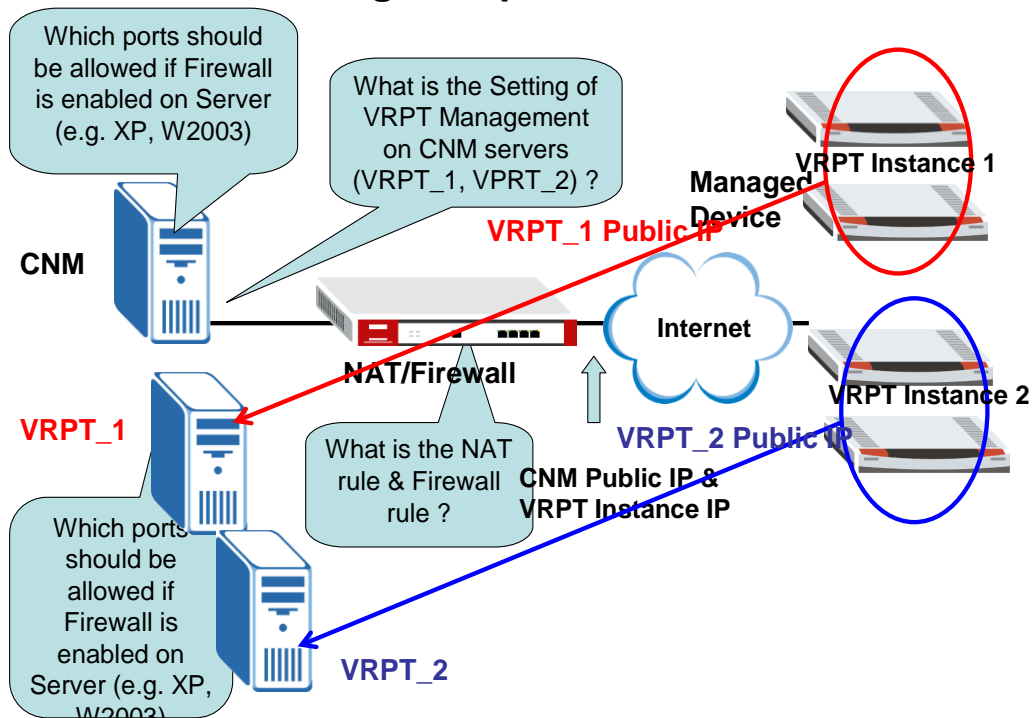 Which ports should
be allowed if Firewall
is enabled on Server
(e.g. XP, W2003)
What is the Setting of
VRPT Management
on CNM servers
(VRPT_1, VPRT_2) ?
VRPT Instance 1
Managed
Device
VRPT_1 Public IP
CNM
Internet
NAT/Firewall
VRPT Instance 2
VRPT_1
What is the NAT
rule & Firewall
rule ?
VRPT_2 Public IP
CNM Public IP &
VRPT Instance IP
Which ports
should be
allowed if
Firewall is
enabled on
Server (e.g. XP,
W2003)
VRPT_2